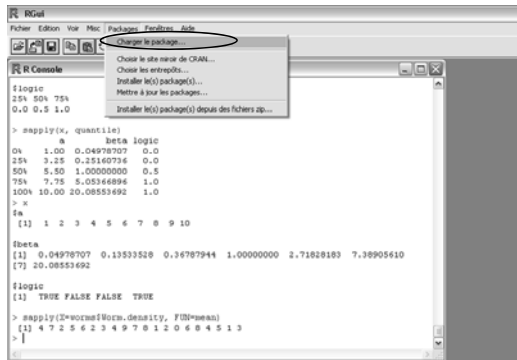 RGui
Fichier Edition Voir Misc Packages Fenêtres Aide
Charger le package...
Choisir le site miroir de CRAN...
Choisir les entrepôts...
Installer le(s) package(s)...
Mettre à jour les packages...
Installer le(s) package(s) depuis des fichiers zip...
R Console
$logic
25% 50% 75%
0.0 0.5 1.0
> sapply(x, quantile)
a beta logic
0% 1.00 0.04978707 0.0
25% 3.25 0.25160736 0.0
50% 5.50 1.00000000 0.5
75% 7.75 5.05366896 1.0
100% 10.00 20.08553692 1.0
> x
$a
[1] 1 2 3 4 5 6 7 8 9 10
$beta
[1] 0.04978707 0.13533528 0.36787944 1.00000000 2.71828183 7.38905610
[7] 20.08553692
$logic
[1] TRUE FALSE FALSE TRUE
> sapply(X=worms$Worm.density, FUN=mean)
[1] 4 7 2 5 6 2 3 4 9 7 8 1 2 0 6 8 4 5 1 3
>